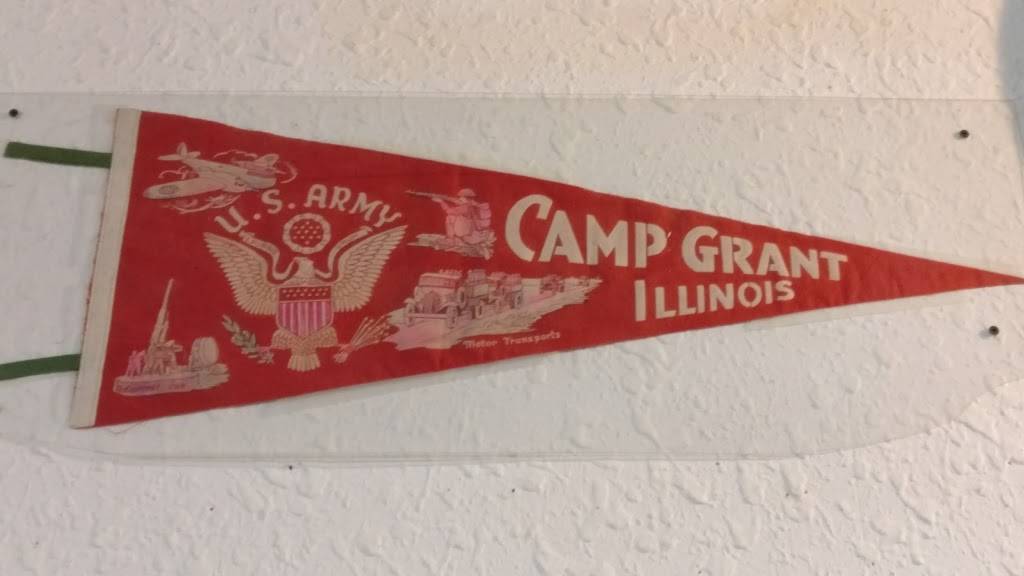 U.S. ARMY
CAMP GRANT
ILLINOIS
Motor Transports